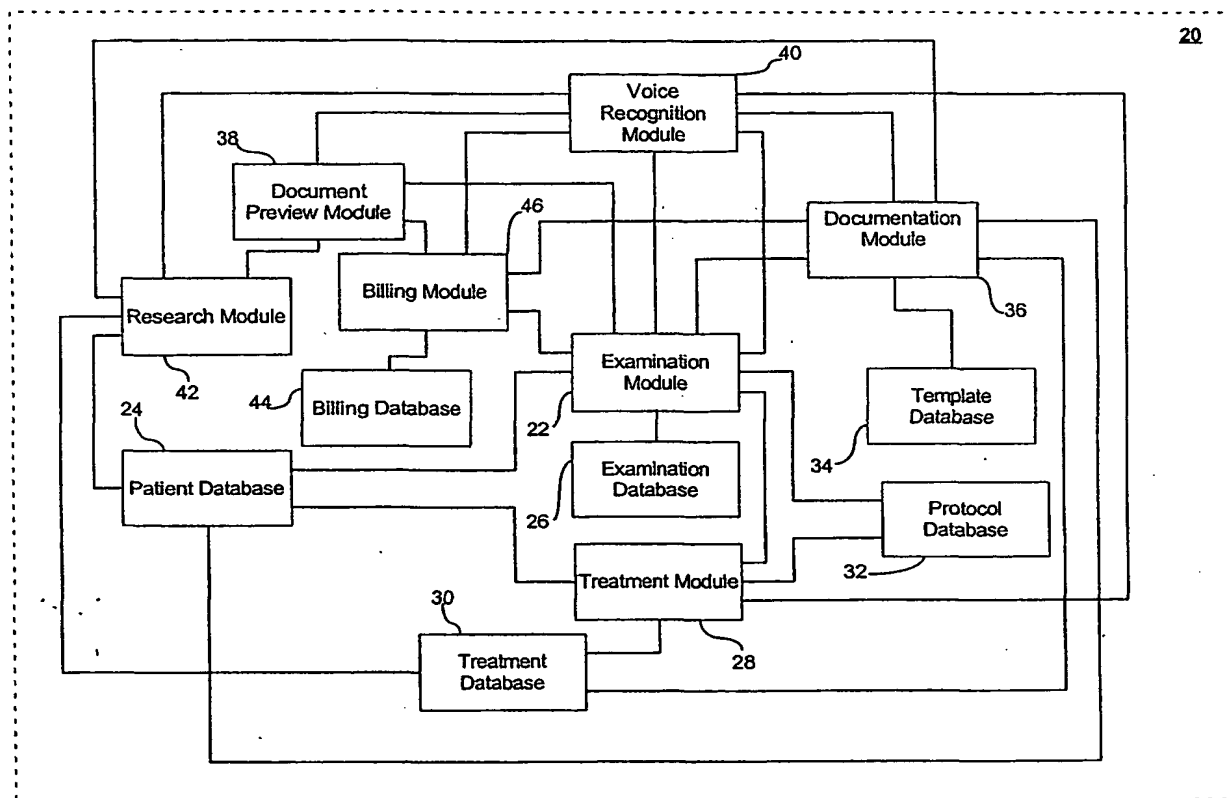 20
40
Voice
Recognition
Module
38
Document
Preview Module
46
Documentation
Module
Billing Module
Research Module
36
42
Examination
Module
44
Billing Database
22
Template
Database
24
34
Patient Database
Examination
Database
26
Protocol
Database
32
Treatment Module
30
28
Treatment
Database